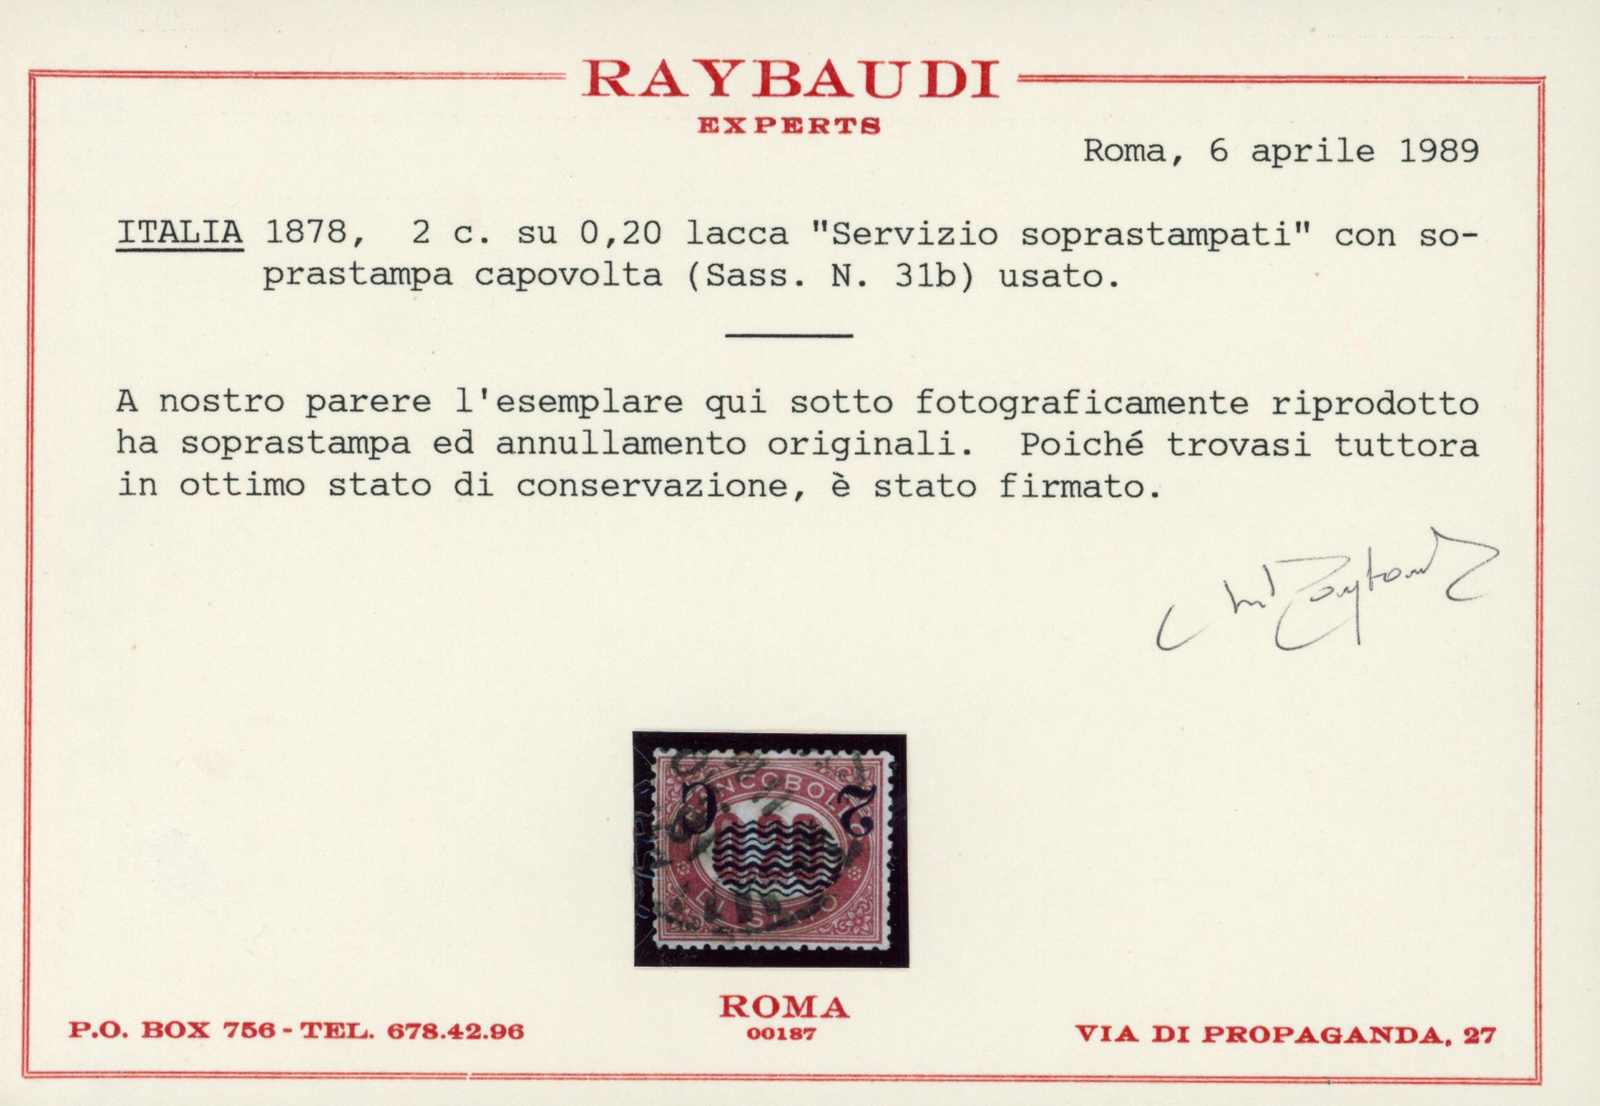 RAYBAUDI
EXPERTS
Roma, 6 aprile 1989
ITALIA 1878, 2 c. su 0,20 lacca "Servizio soprastampati" con so-
prastampa capovolta (Sass. N. 31b) usato.
A nostro parere l'esemplare qui sotto fotograficamente riprodotto
ha soprastampa ed annullamento originali. Poiché trovasi tuttora
in ottimo stato di conservazione, è stato firmato.
2 C
ROMA
00187
P.O. BOX 756 - TEL. 678.42.96
VIA DI PROPAGANDA, 27